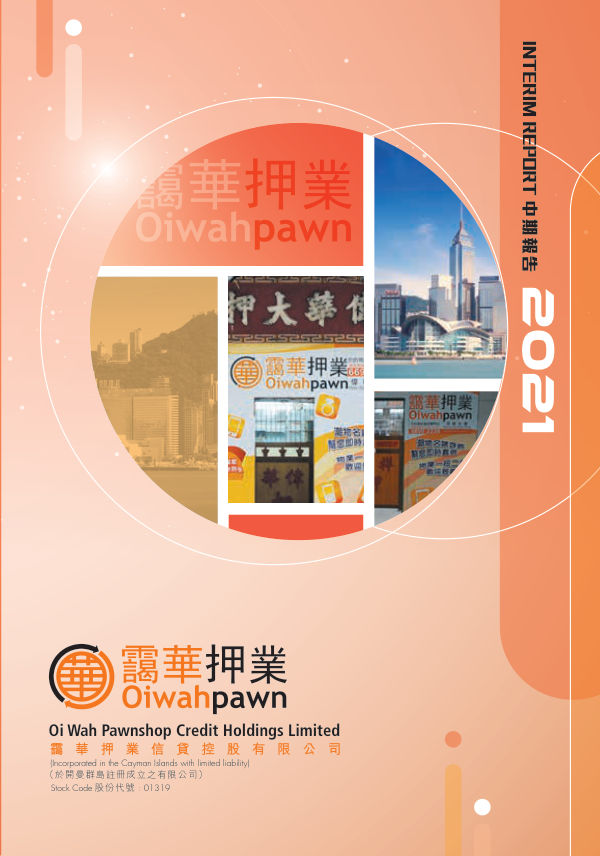 INTERIM REPORT 中期報告
2021
靄華押業
Oiwahpawn
押大華偉
靄華押業
Oiwahpawn
靄華押業
Oiwahpawn
華偉
靄華押業
Oiwahpawn
Oi Wah Pawnshop Credit Holdings Limited
靄華押業信貸控股有限公司
(Incorporated in the Cayman Islands with limited liability)
(於開曼群島註冊成立之有限公司)
Stock Code 股份代號 : 01319